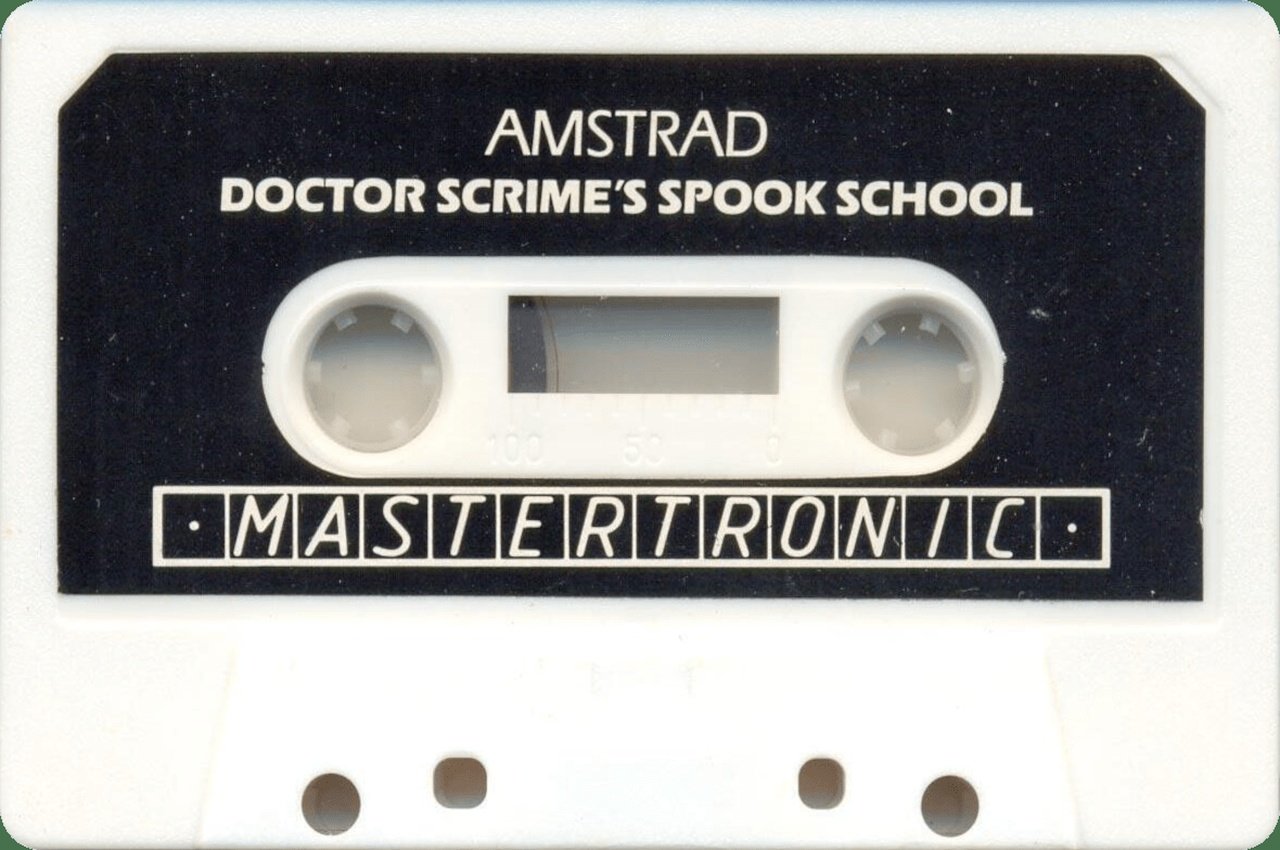 AMSTRAD
DOCTOR SCRIME'S SPOOK SCHOOL
100 50 0
· MASTERTRONIC ·